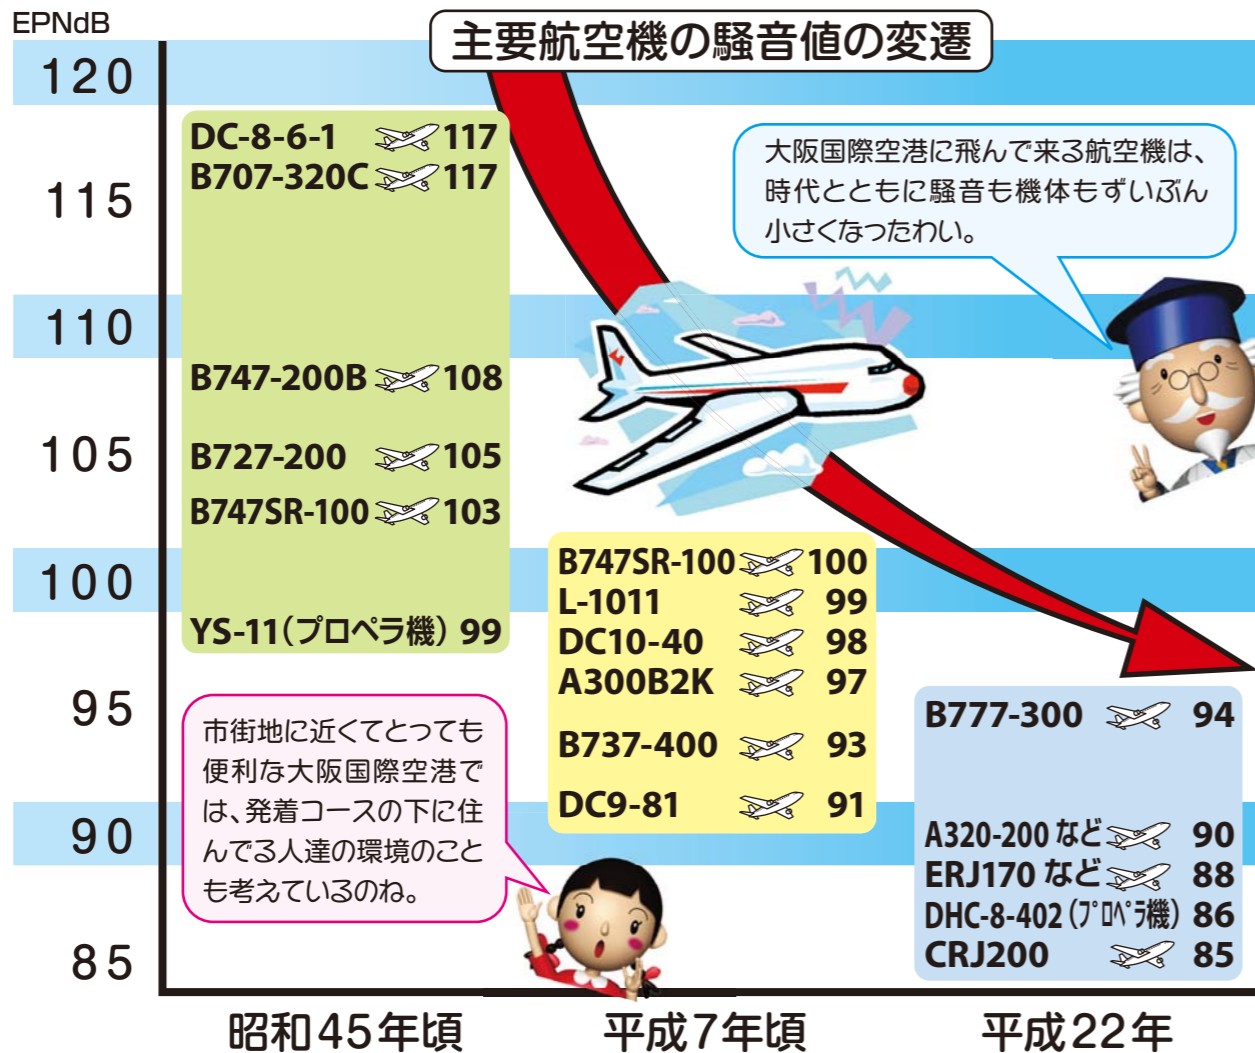 EPNdB
主要航空機の騒音値の変遷
120
115
110
105
100
95
90
85
DC-8-6-1 117
B707-320C 117
B747-200B 108
B727-200 105
B747SR-100 103
YS-11(プロペラ機) 99
大阪国際空港に飛んで来る航空機は、
時代とともに騒音も機体もずいぶん
小さくなったわい。
B747SR-100 100
L-1011 99
DC10-40 98
A300B2K 97
B737-400 93
DC9-81 91
市街地に近くてとっても
便利な大阪国際空港で
は、発着コースの下に住
んでる人達の環境のこと
も考えているのね。
B777-300 94
A320-200 など 90
ERJ170 など 88
DHC-8-402(プロペラ機) 86
CRJ200 85
昭和45年頃
平成7年頃
平成22年